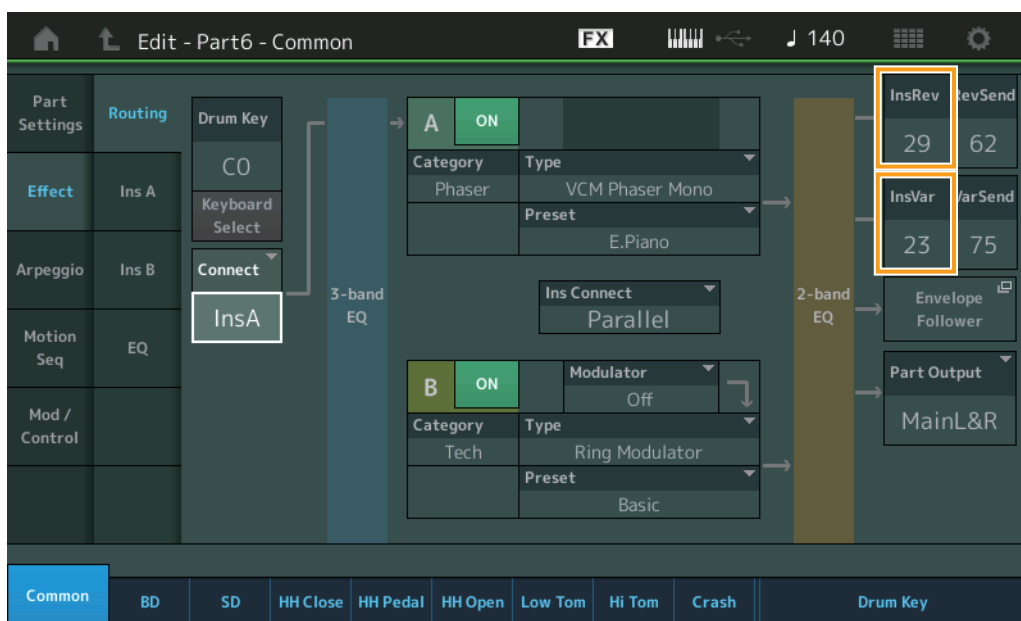 Edit - Part6 - Common
FX
♩ 140
Part
Settings
Effect
Arpeggio
Motion
Seq
Mod /
Control
Routing
Ins A
Ins B
EQ
Drum Key
C0
Keyboard
Select
Connect
InsA
3-band
EQ
A
ON
Category
Type
Phaser
VCM Phaser Mono
Preset
E.Piano
Ins Connect
Parallel
B
ON
Modulator
Off
Category
Type
Tech
Ring Modulator
Preset
Basic
2-band
EQ
InsRev
RevSend
29
62
InsVar
VarSend
23
75
Envelope
Follower
Part Output
MainL&R
Common
BD
SD
HH Close
HH Pedal
HH Open
Low Tom
Hi Tom
Crash
Drum Key